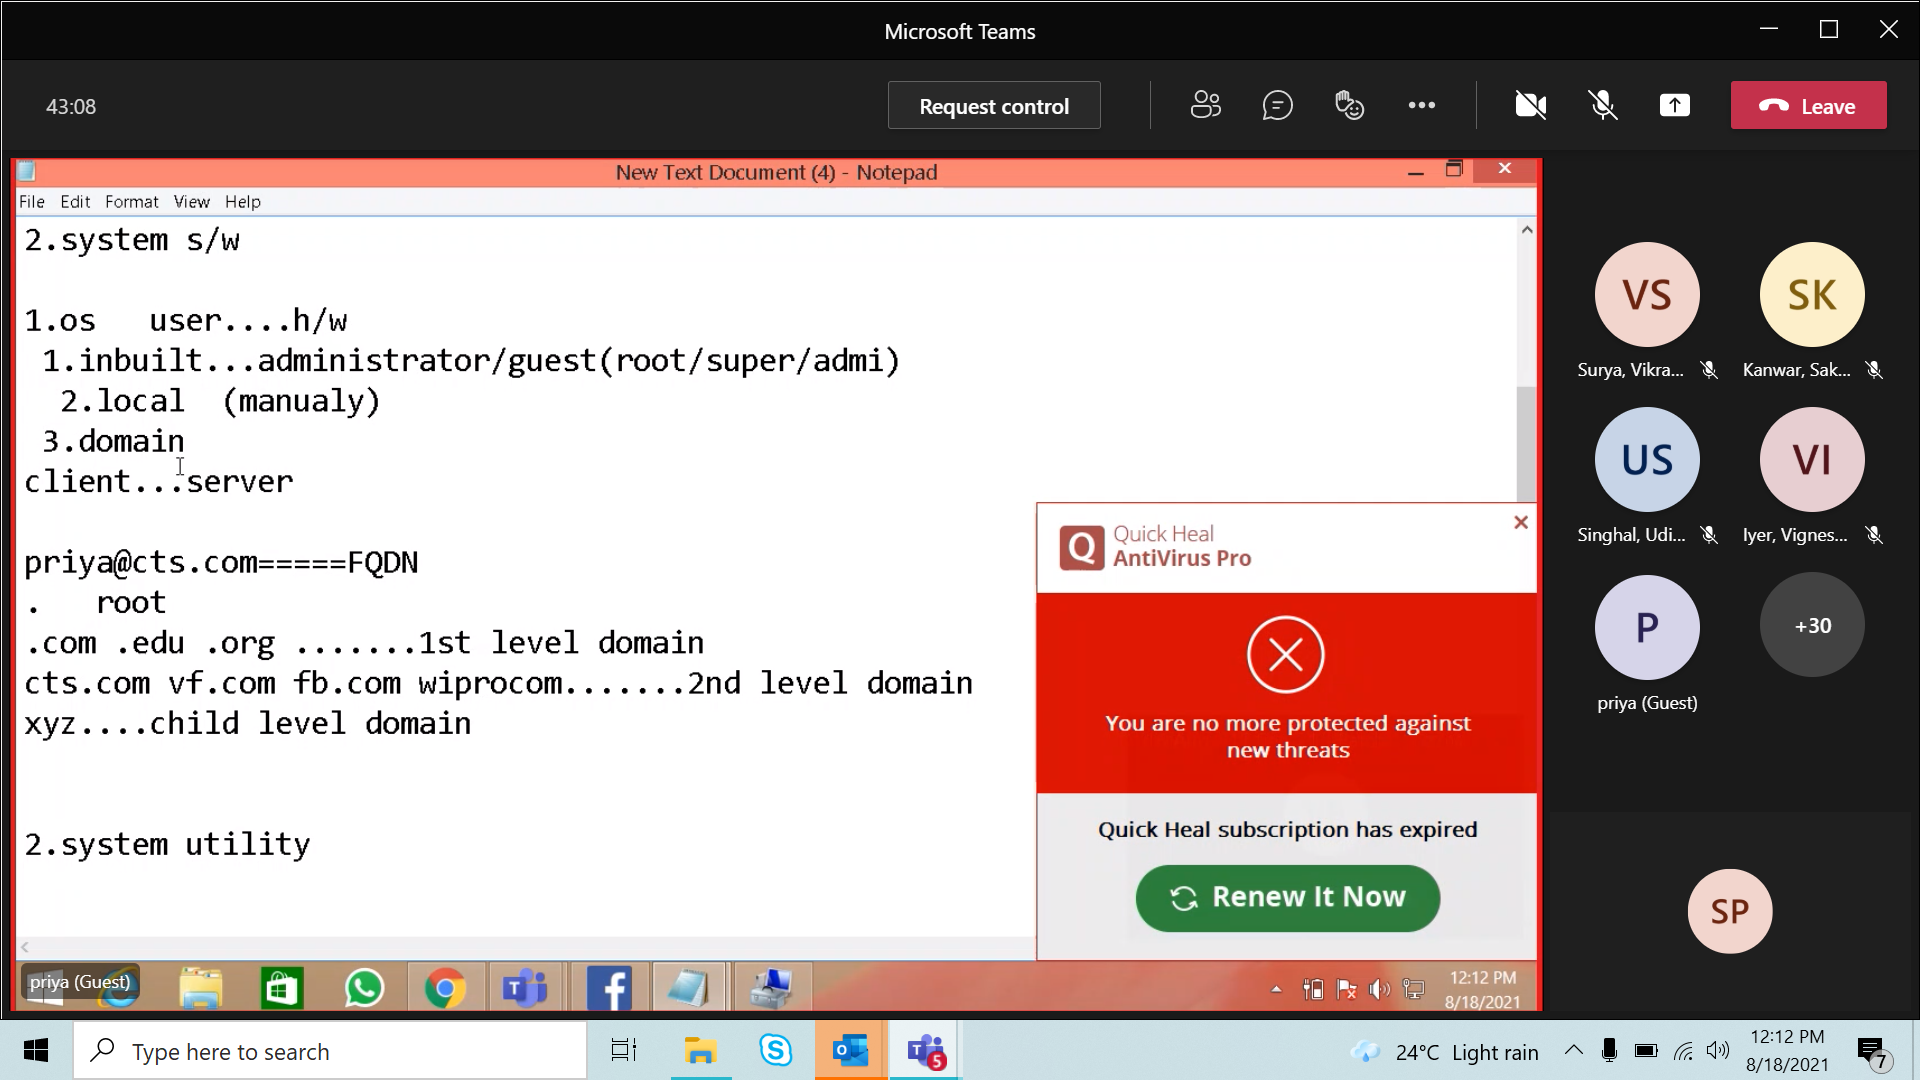 Microsoft Teams
43:08
Request control
Leave
New Text Document (4) - Notepad
File Edit Format View Help
2.system s/w
1.os user....h/w
1.inbuilt...administrator/guest(root/super/admi)
2.local (manualy)
3.domain
client...server
priya@cts.com=====FQDN
. root
.com .edu .org .......1st level domain
cts.com vf.com fb.com wiprocom.......2nd level domain
xyz....child level domain
2.system utility
Q Quick Heal
AntiVirus Pro
You are no more protected against
new threats
Quick Heal subscription has expired
Renew It Now
VS
SK
Surya, Vikra...
Kanwar, Sak...
US
VI
Singhal, Udi...
Iyer, Vignes...
P
+30
priya (Guest)
SP
priya (Guest)
12:12 PM
8/18/2021
Type here to search
5
24°C Light rain
12:12 PM
8/18/2021
7